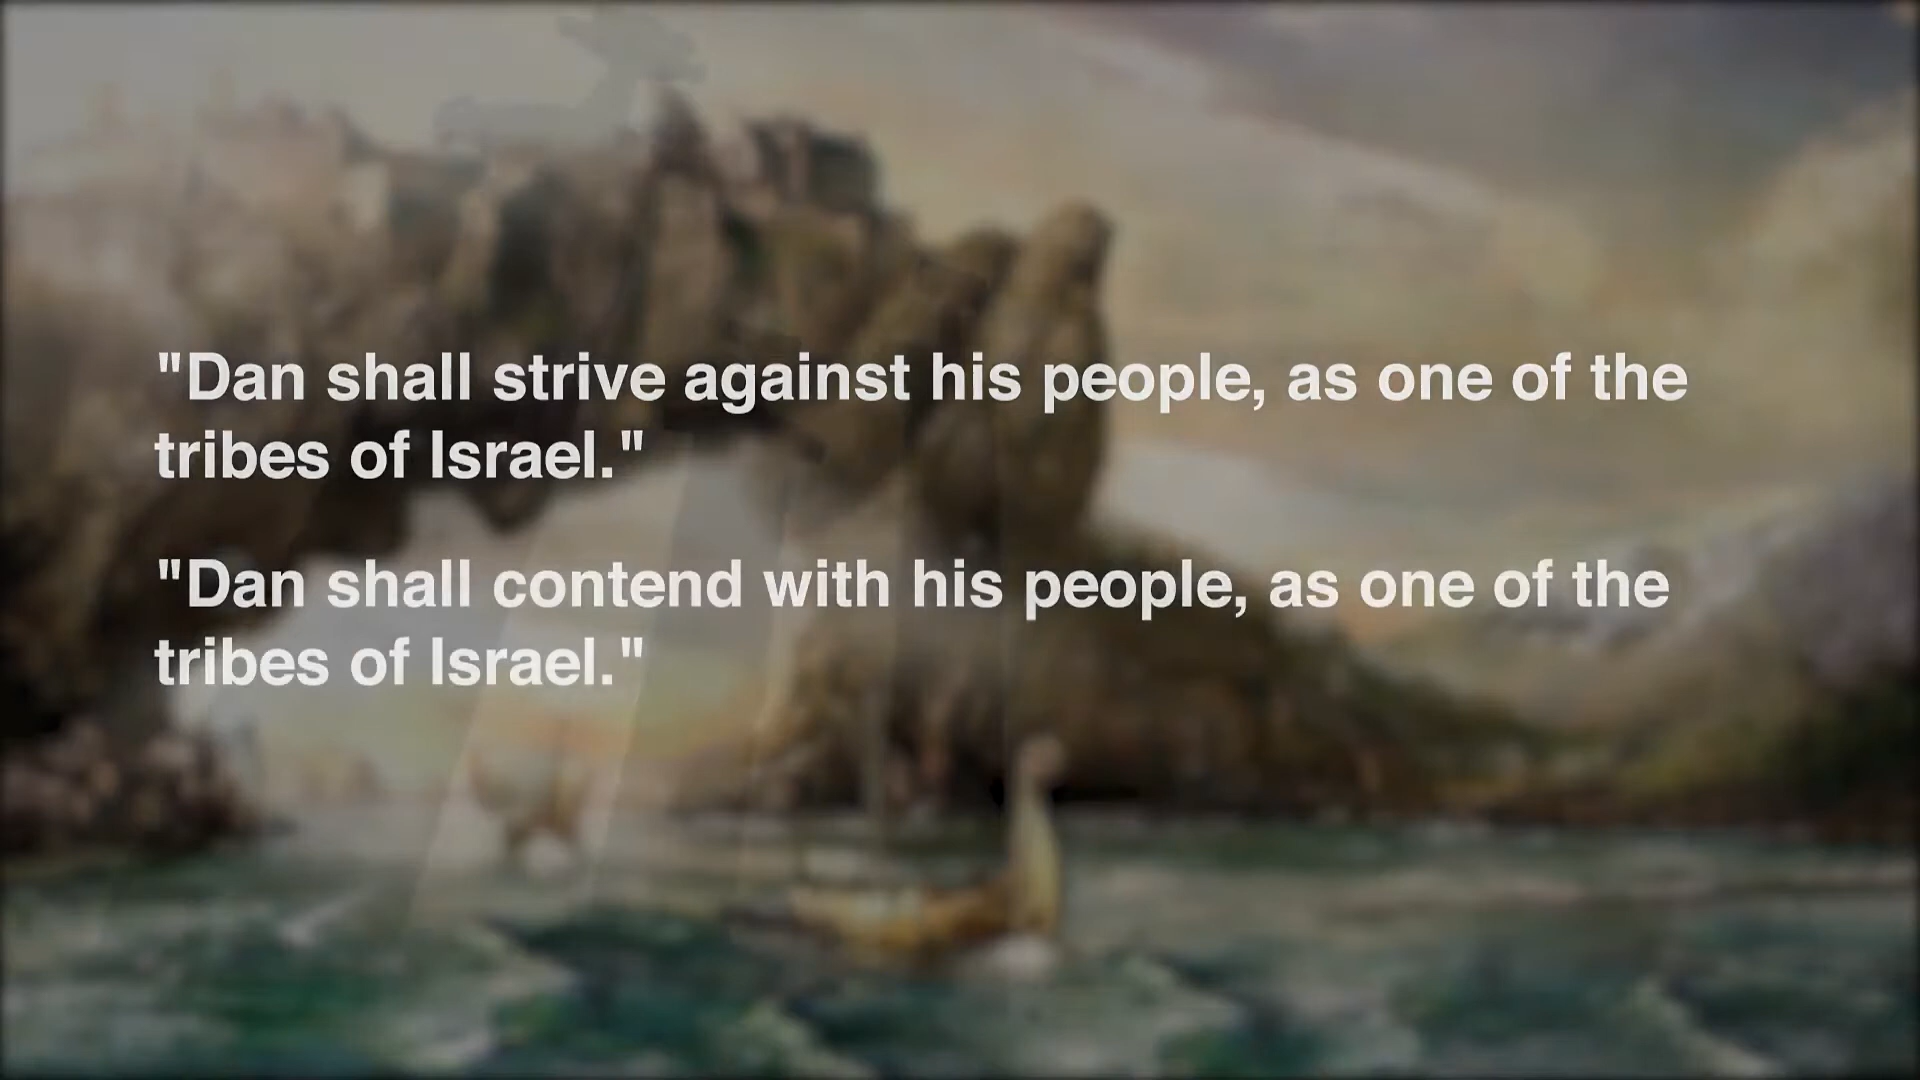 "Dan shall strive against his people, as one of the
tribes of Israel."
"Dan shall contend with his people, as one of the
tribes of Israel."